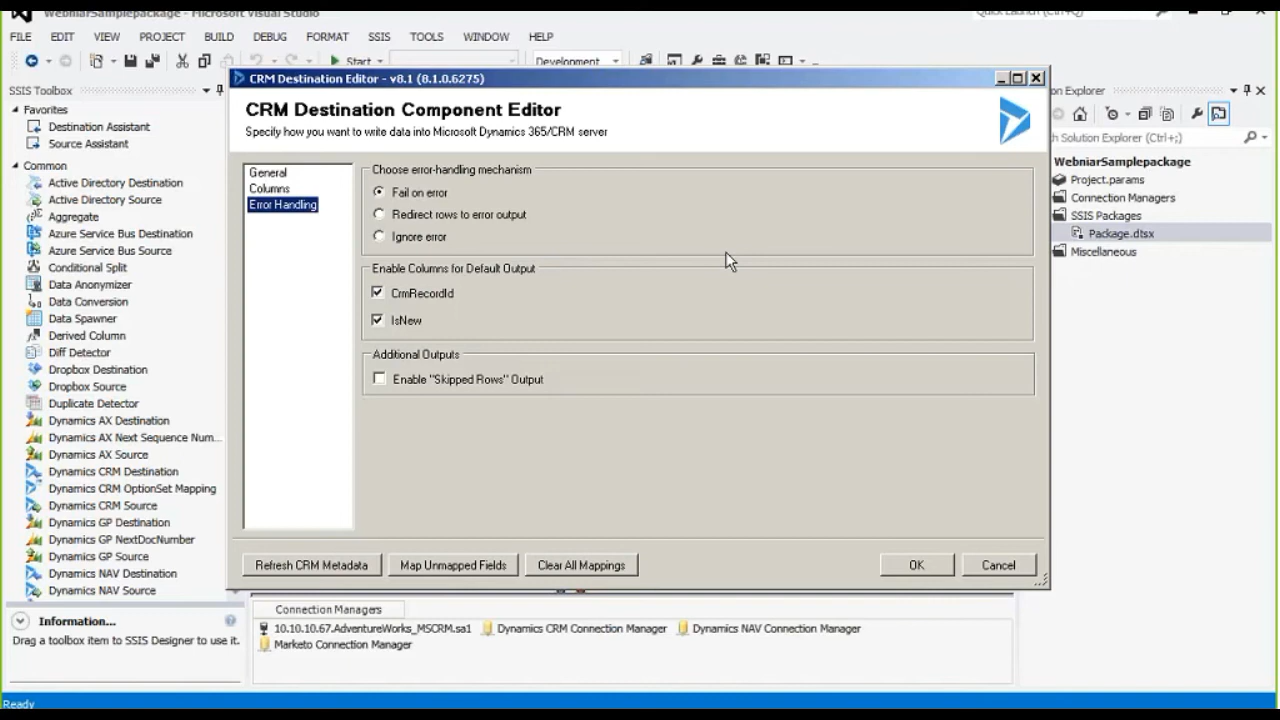 WebniarSamplepackage - Microsoft Visual Studio
Quick Launch (Ctrl+Q)
FILE EDIT VIEW PROJECT BUILD DEBUG FORMAT SSIS TOOLS WINDOW HELP
Start Development
SSIS Toolbox
Favorites
Destination Assistant
Source Assistant
Common
Active Directory Destination
Active Directory Source
Aggregate
Azure Service Bus Destination
Azure Service Bus Source
Conditional Split
Data Anonymizer
Data Conversion
Data Spawner
Derived Column
Diff Detector
Dropbox Destination
Dropbox Source
Duplicate Detector
Dynamics AX Destination
Dynamics AX Next Sequence Num...
Dynamics AX Source
Dynamics CRM Destination
Dynamics CRM OptionSet Mapping
Dynamics CRM Source
Dynamics GP Destination
Dynamics GP NextDocNumber
Dynamics GP Source
Dynamics NAV Destination
Dynamics NAV Source
Information...
Drag a toolbox item to SSIS Designer to use it.
CRM Destination Editor - v8.1 (8.1.0.6275)
CRM Destination Component Editor
Specify how you want to write data into Microsoft Dynamics 365/CRM server
General
Columns
Error Handling
Choose error-handling mechanism
Fail on error
Redirect rows to error output
Ignore error
Enable Columns for Default Output
CrmRecordId
IsNew
Additional Outputs
Enable "Skipped Rows" Output
Refresh CRM Metadata Map Unmapped Fields Clear All Mappings OK Cancel
Connection Managers
10.10.10.67.AdventureWorks_MSCRM.sa1 Dynamics CRM Connection Manager Dynamics NAV Connection Manager
Marketo Connection Manager
on Explorer
h Solution Explorer (Ctrl+;)
WebniarSamplepackage
Project.params
Connection Managers
SSIS Packages
Package.dtsx
Miscellaneous
Ready